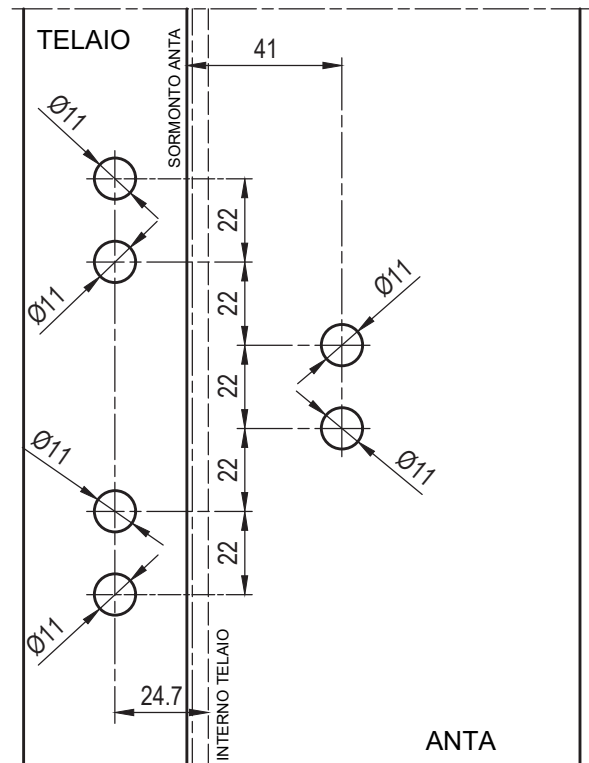 TELAIO
SORMONTO ANTA
41
Ø11
Ø11
22
22
22
22
22
Ø11
Ø11
Ø11
Ø11
24.7
INTERNO TELAIO
ANTA